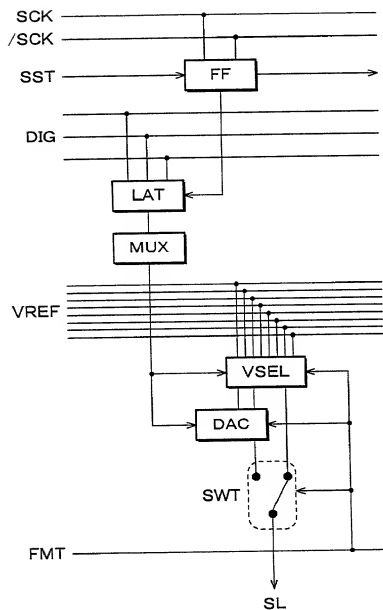 SCK
/SCK
SST
FF
DIG
LAT
MUX
VREF
VSEL
DAC
SWT
FMT
SL